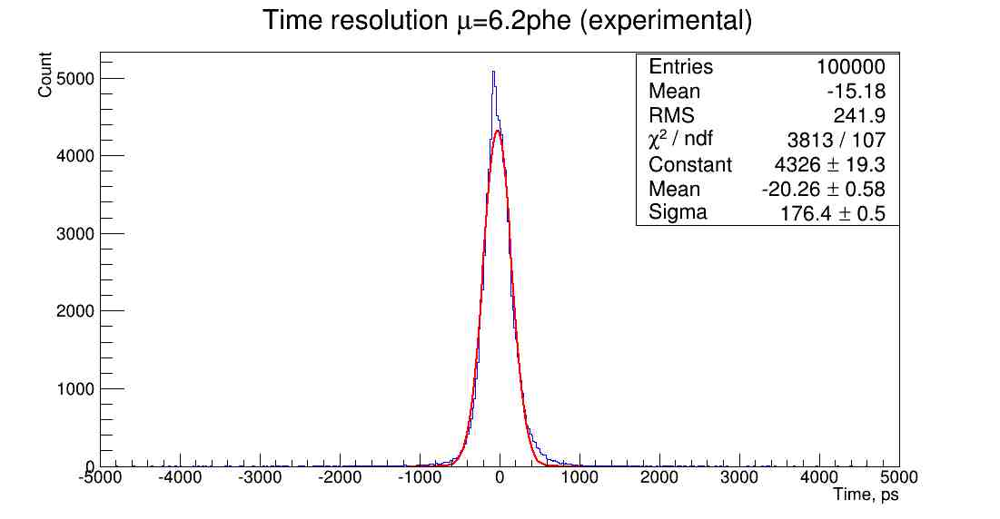 Time resolution μ=6.2phe (experimental)
Count
Entries 100000
Mean -15.18
RMS 241.9
χ² / ndf 3813 / 107
Constant 4326 ± 19.3
Mean -20.26 ± 0.58
Sigma 176.4 ± 0.5
5000
4000
3000
2000
1000
0
-5000 -4000 -3000 -2000 -1000 0 1000 2000 3000 4000 5000
Time, ps